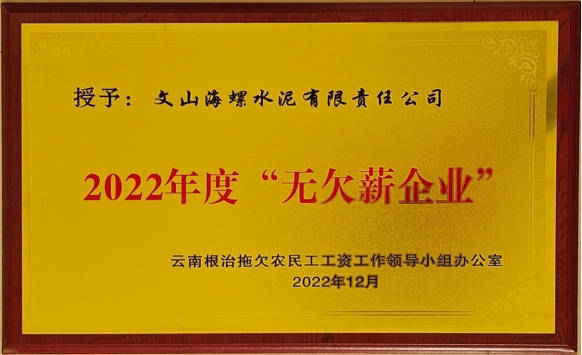 授予：文山海螺水泥有限责任公司
2022年度“无欠薪企业”
云南根治拖欠农民工工资工作领导小组办公室
2022年12月